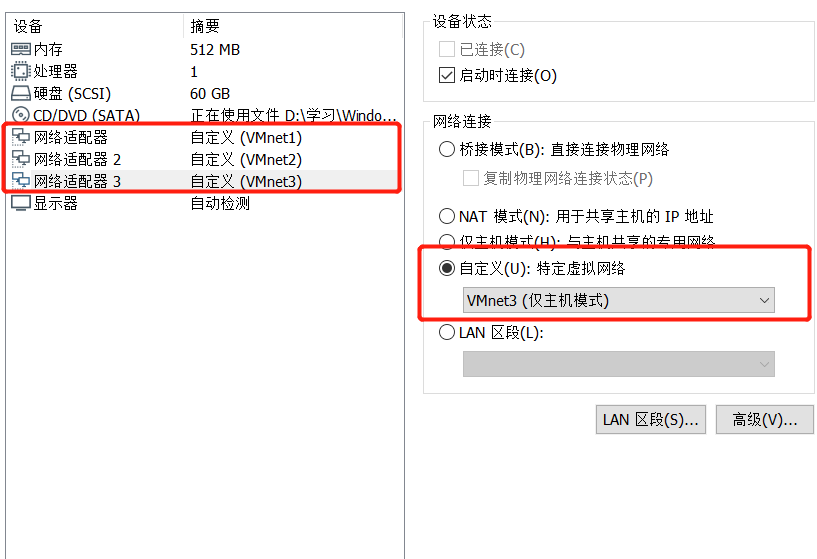 设备 摘要
内存 512 MB
处理器 1
硬盘 (SCSI) 60 GB
CD/DVD (SATA) 正在使用文件 D:\学习\Windo...
网络适配器 自定义 (VMnet1)
网络适配器 2 自定义 (VMnet2)
网络适配器 3 自定义 (VMnet3)
显示器 自动检测
设备状态
已连接(C)
启动时连接(O)
网络连接
桥接模式(B): 直接连接物理网络
复制物理网络连接状态(P)
NAT 模式(N): 用于共享主机的 IP 地址
仅主机模式(H): 与主机共享的专用网络
自定义(U): 特定虚拟网络
VMnet3 (仅主机模式)
LAN 区段(L):
LAN 区段(S)... 高级(V)...